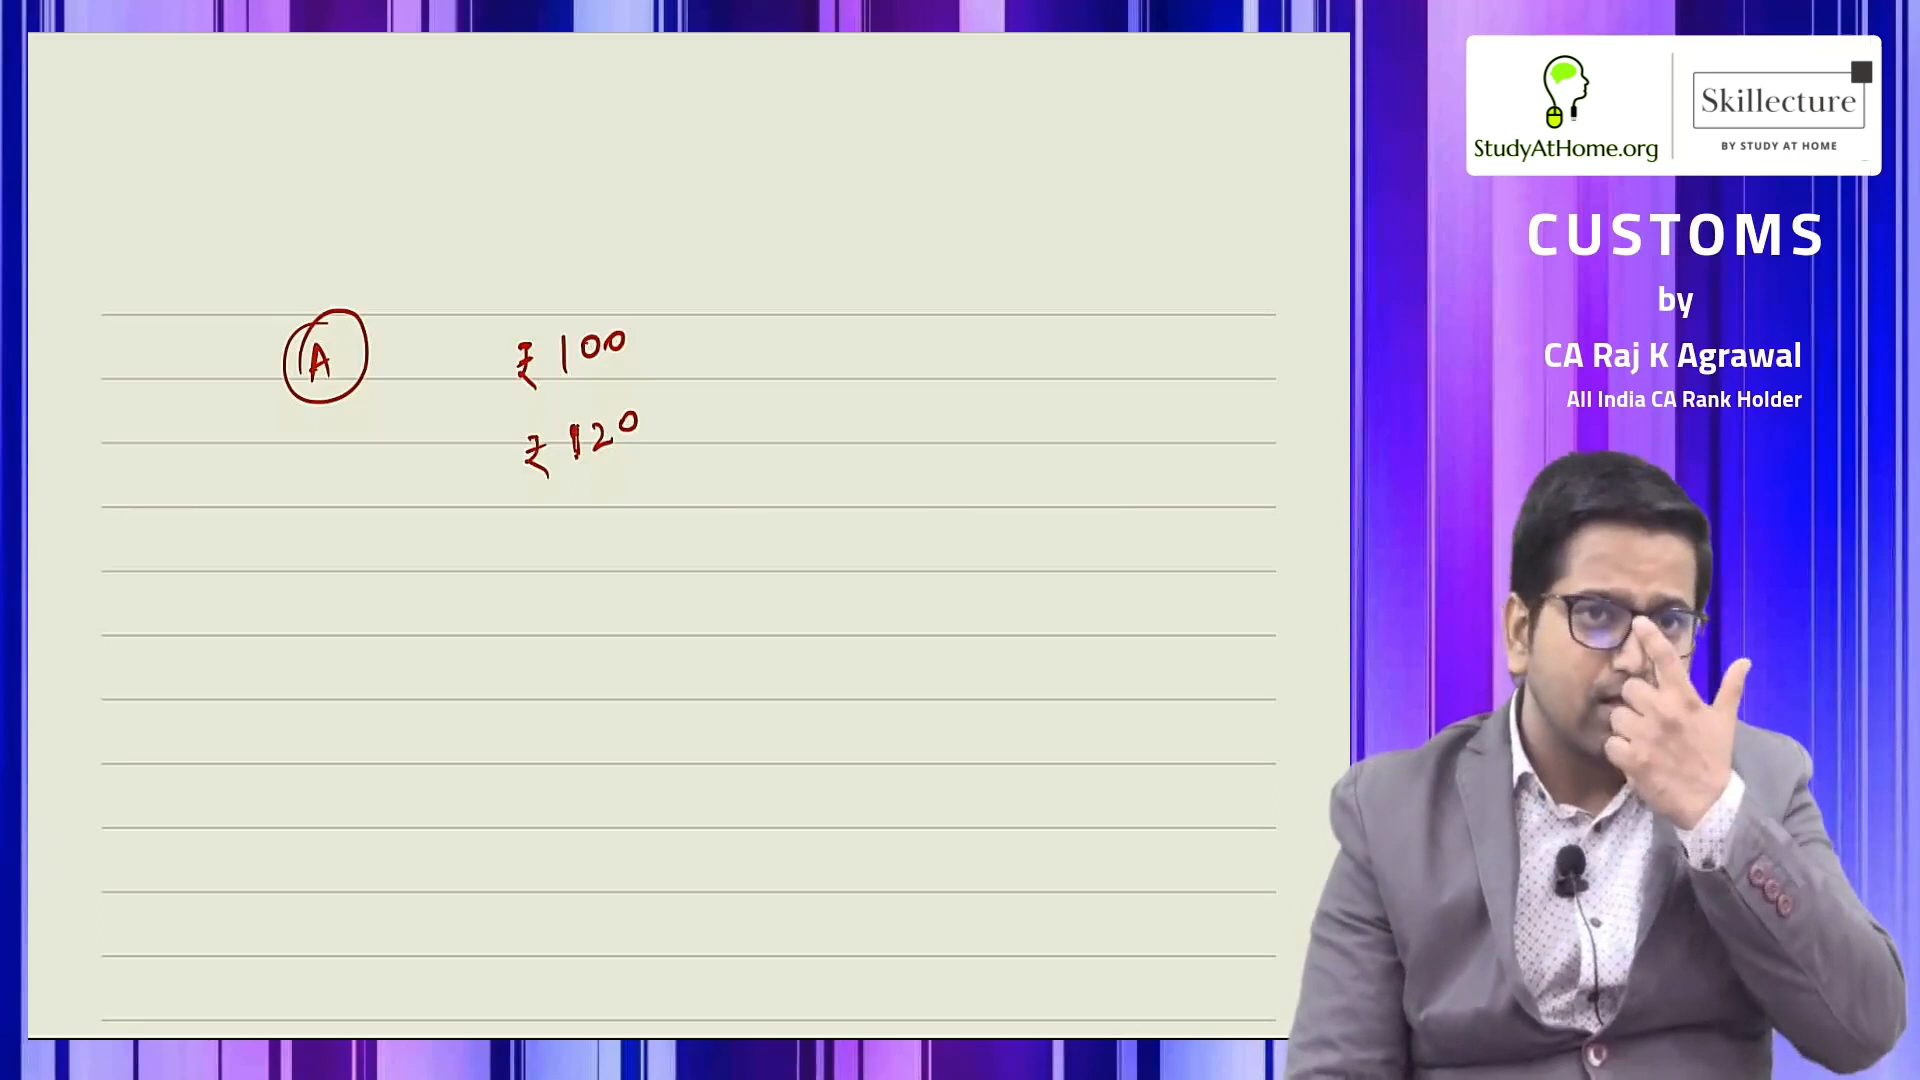 A ₹ 100
₹ 120
StudyAtHome.org
Skillecture
BY STUDY AT HOME
CUSTOMS
by
CA Raj K Agrawal
All India CA Rank Holder